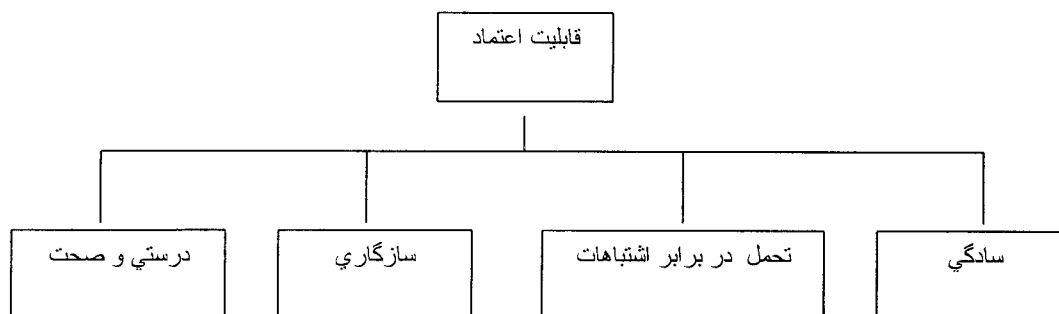 قابليت اعتماد
سادگي
تحمل در برابر اشتباهات
سازگاري
درستي و صحت